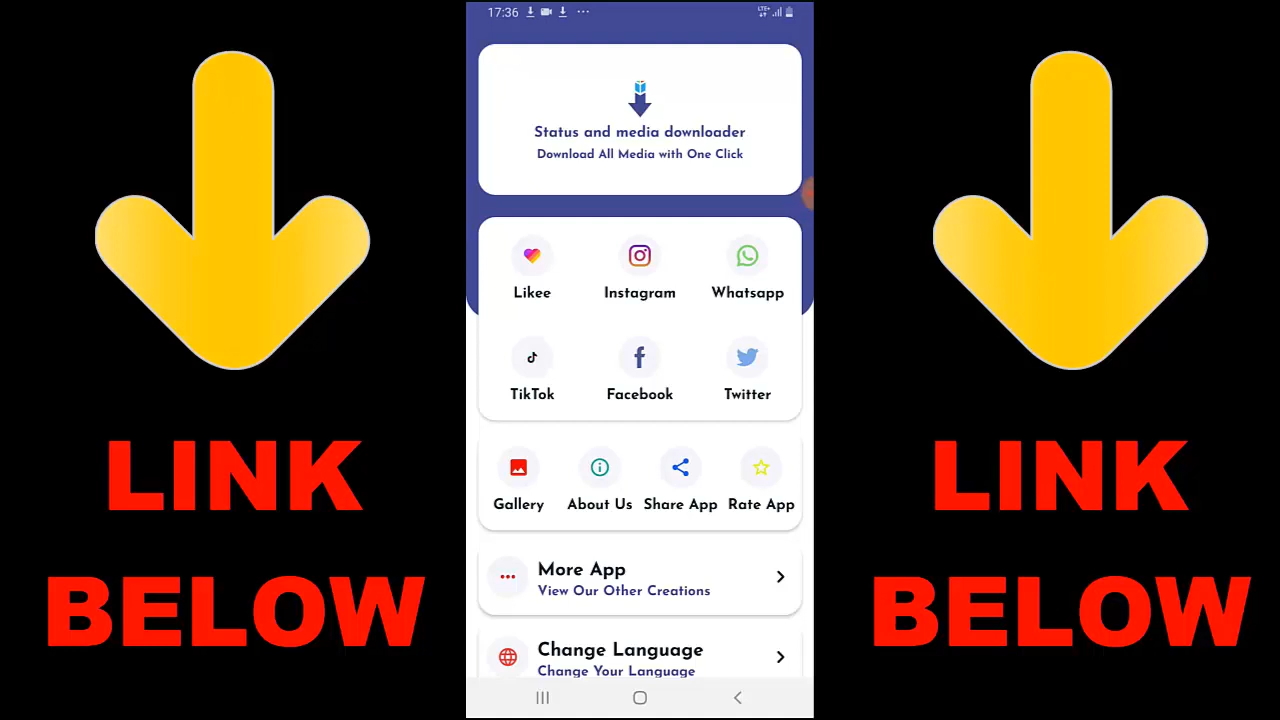 17:36
LTE+
Status and media downloader
Download All Media with One Click
Likee Instagram Whatsapp
TikTok Facebook Twitter
Gallery About Us Share App Rate App
More App
View Our Other Creations
Change Language
Change Your Language
LINK
BELOW
LINK
BELOW